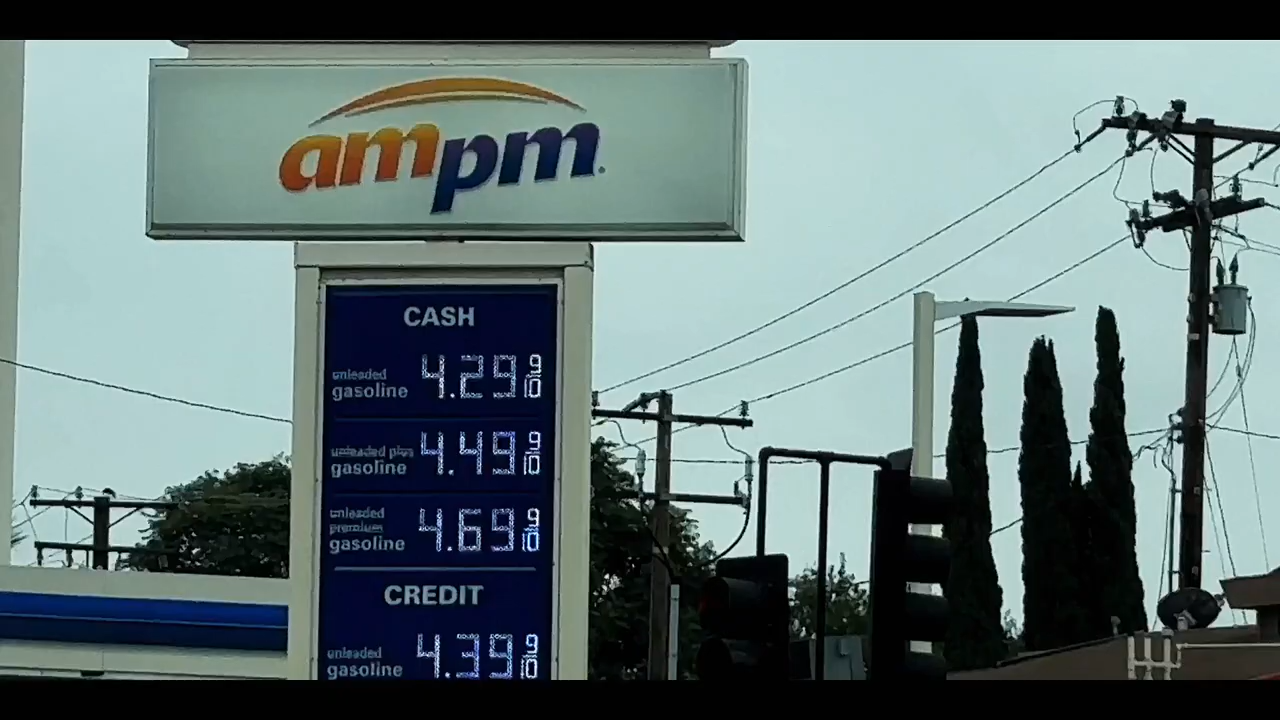 ampm
CASH
unleaded
gasoline 4.29 9/10
unleaded plus
gasoline 4.49 9/10
unleaded
premium
gasoline 4.69 9/10
CREDIT
unleaded
gasoline 4.39 9/10